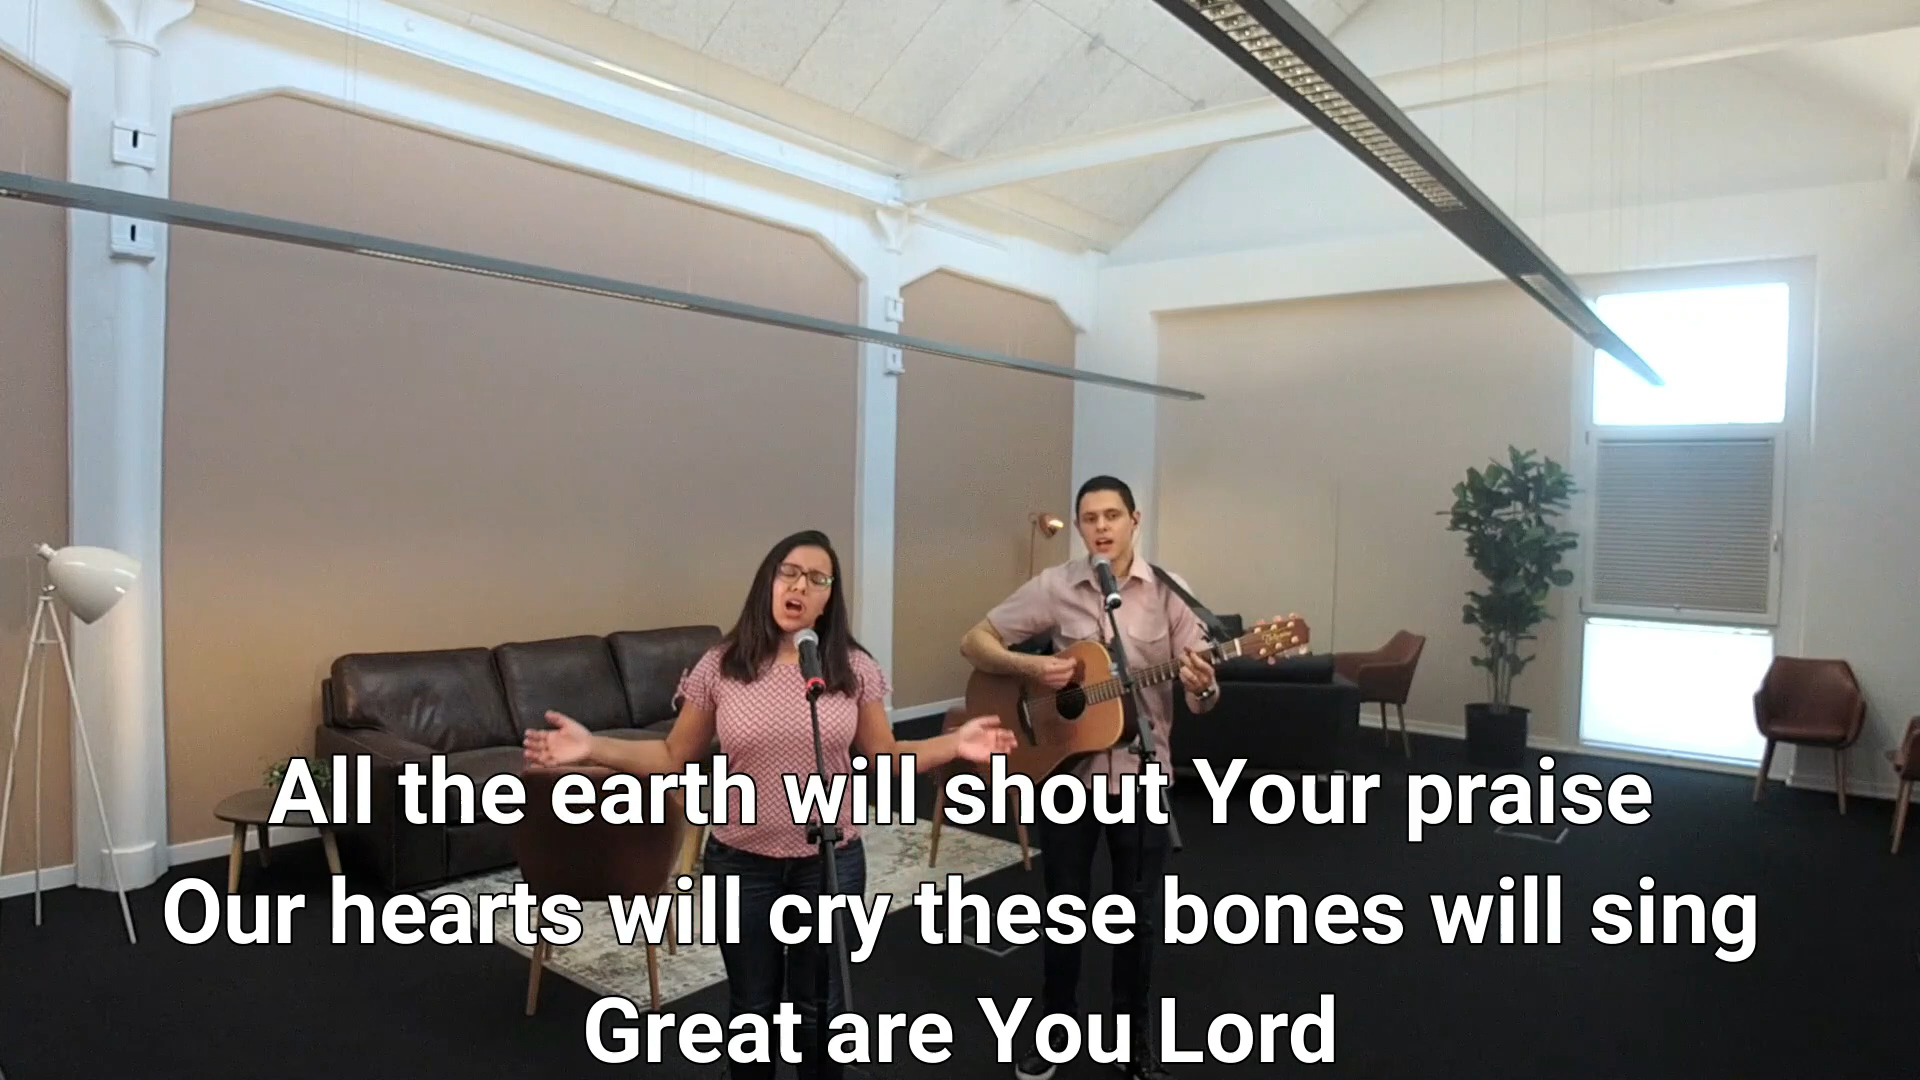 All the earth will shout Your praise
Our hearts will cry these bones will sing
Great are You Lord